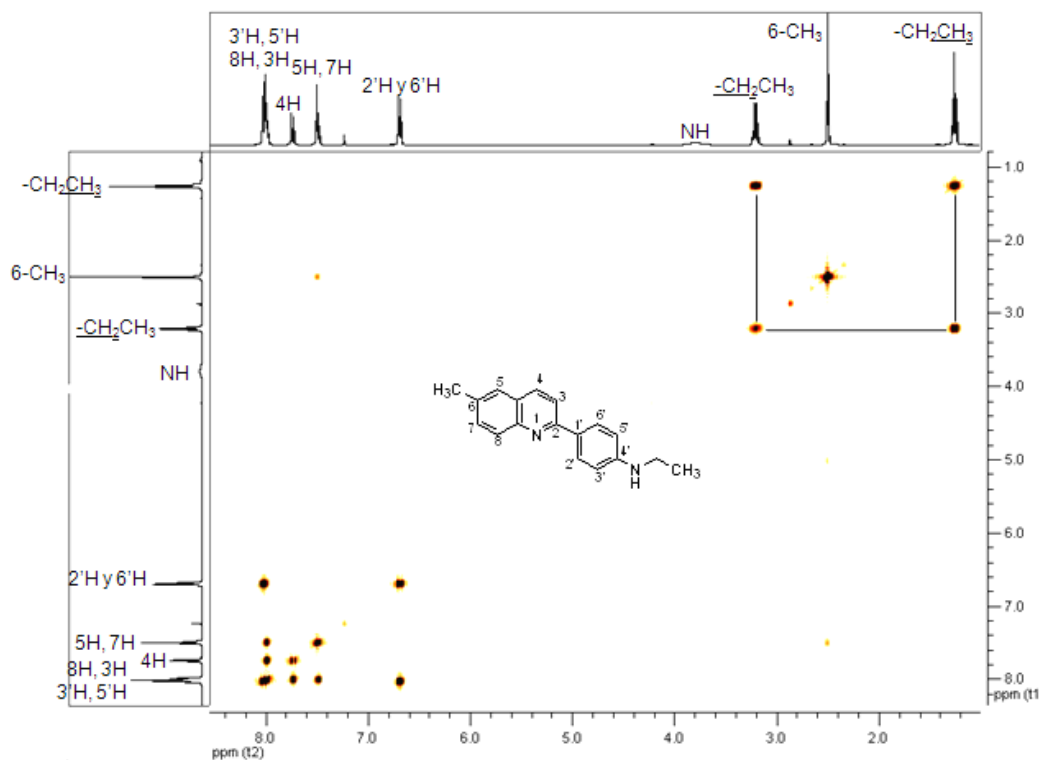 3'H, 5'H
8H, 3H
5H, 7H
4H
2'H y 6'H
NH
-CH2CH3
6-CH3
-CH2CH3
-CH2CH3
6-CH3
-CH2CH3
NH
2'H y 6'H
5H, 7H
4H
8H, 3H
3'H, 5'H
1.0
2.0
3.0
4.0
5.0
6.0
7.0
8.0
ppm (t1
8.0 7.0 6.0 5.0 4.0 3.0 2.0
ppm (t2)
H3C
5 4
6 3
7 8 N 1 2
1' 6' 5'
2' 3' 4'
N
H
CH3